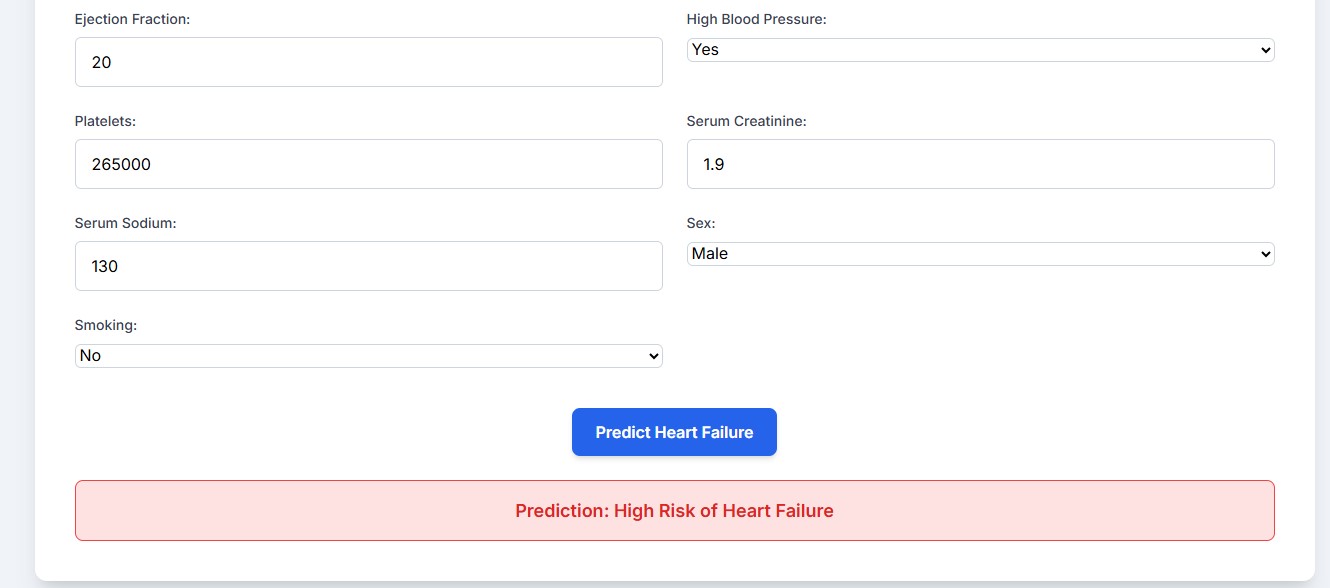 Ejection Fraction:
High Blood Pressure:
20
Yes
Platelets:
Serum Creatinine:
265000
1.9
Serum Sodium:
Sex:
130
Male
Smoking:
No
Predict Heart Failure
Prediction: High Risk of Heart Failure